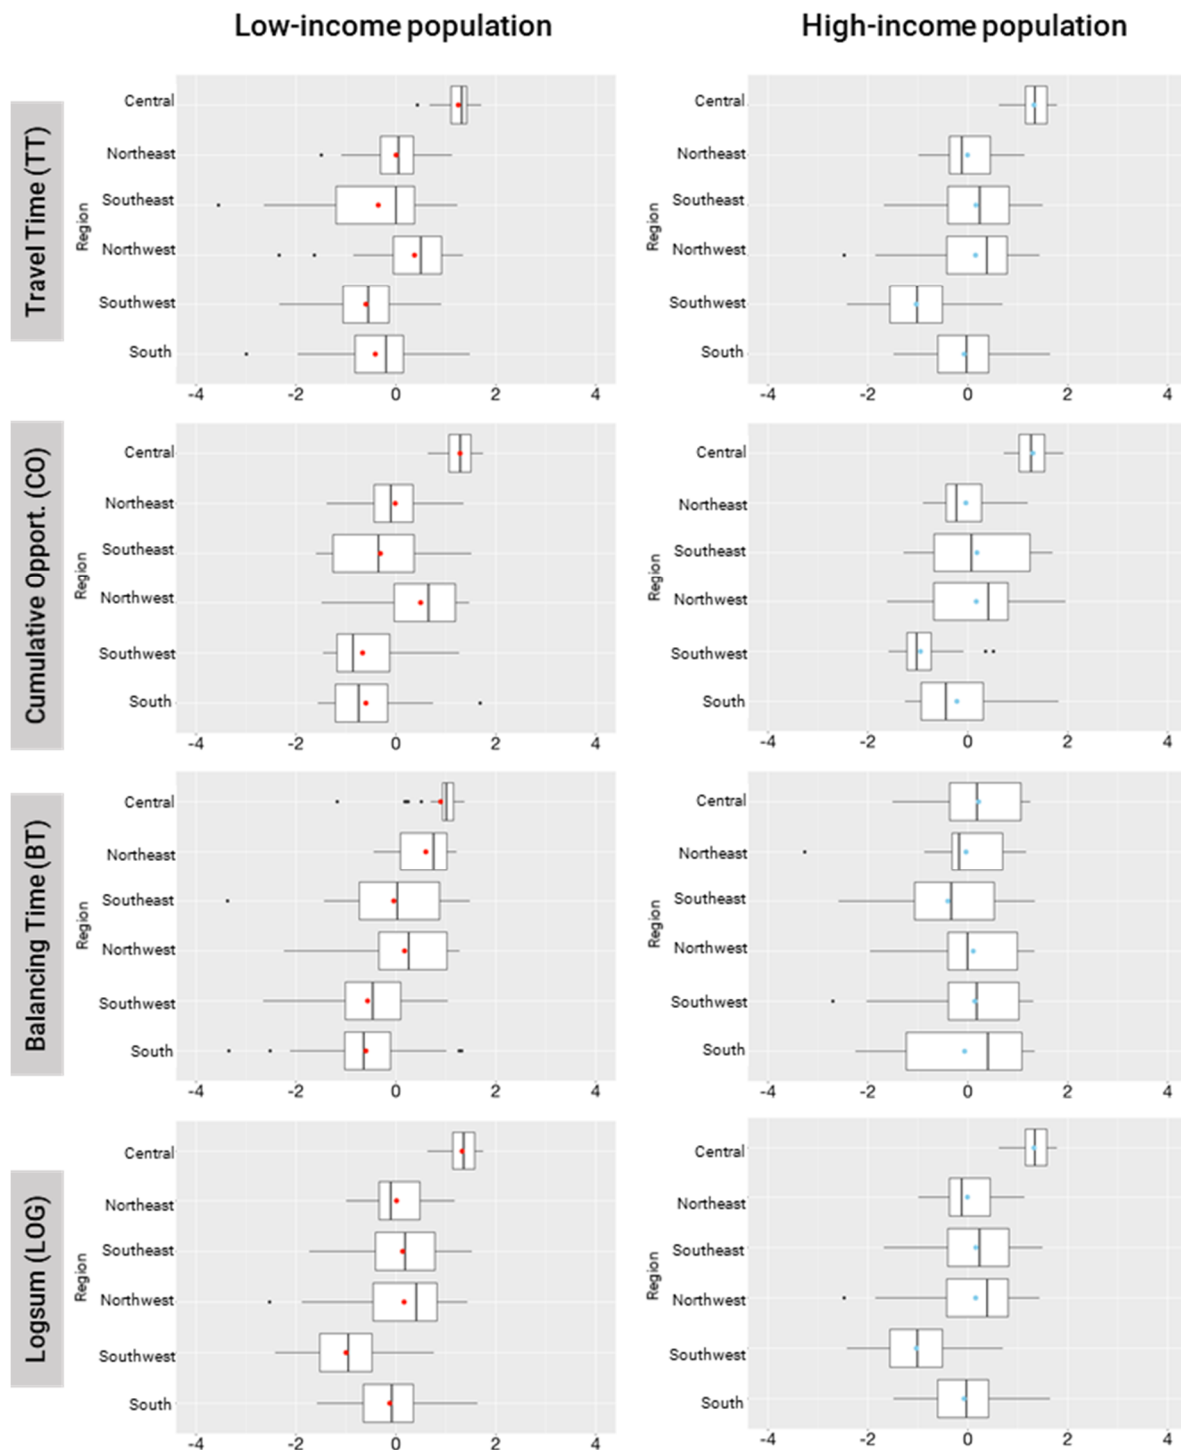 Low-income population
High-income population
Travel Time (TT)
Region
Central
Northeast
Southeast
Northwest
Southwest
South
-4 -2 0 2 4
Region
Central
Northeast
Southeast
Northwest
Southwest
South
-4 -2 0 2 4
Cumulative Opport. (CO)
Region
Central
Northeast
Southeast
Northwest
Southwest
South
-4 -2 0 2 4
Region
Central
Northeast
Southeast
Northwest
Southwest
South
-4 -2 0 2 4
Balancing Time (BT)
Region
Central
Northeast
Southeast
Northwest
Southwest
South
-4 -2 0 2 4
Region
Central
Northeast
Southeast
Northwest
Southwest
South
-4 -2 0 2 4
Logsum (LOG)
Region
Central
Northeast
Southeast
Northwest
Southwest
South
-4 -2 0 2 4
Region
Central
Northeast
Southeast
Northwest
Southwest
South
-4 -2 0 2 4